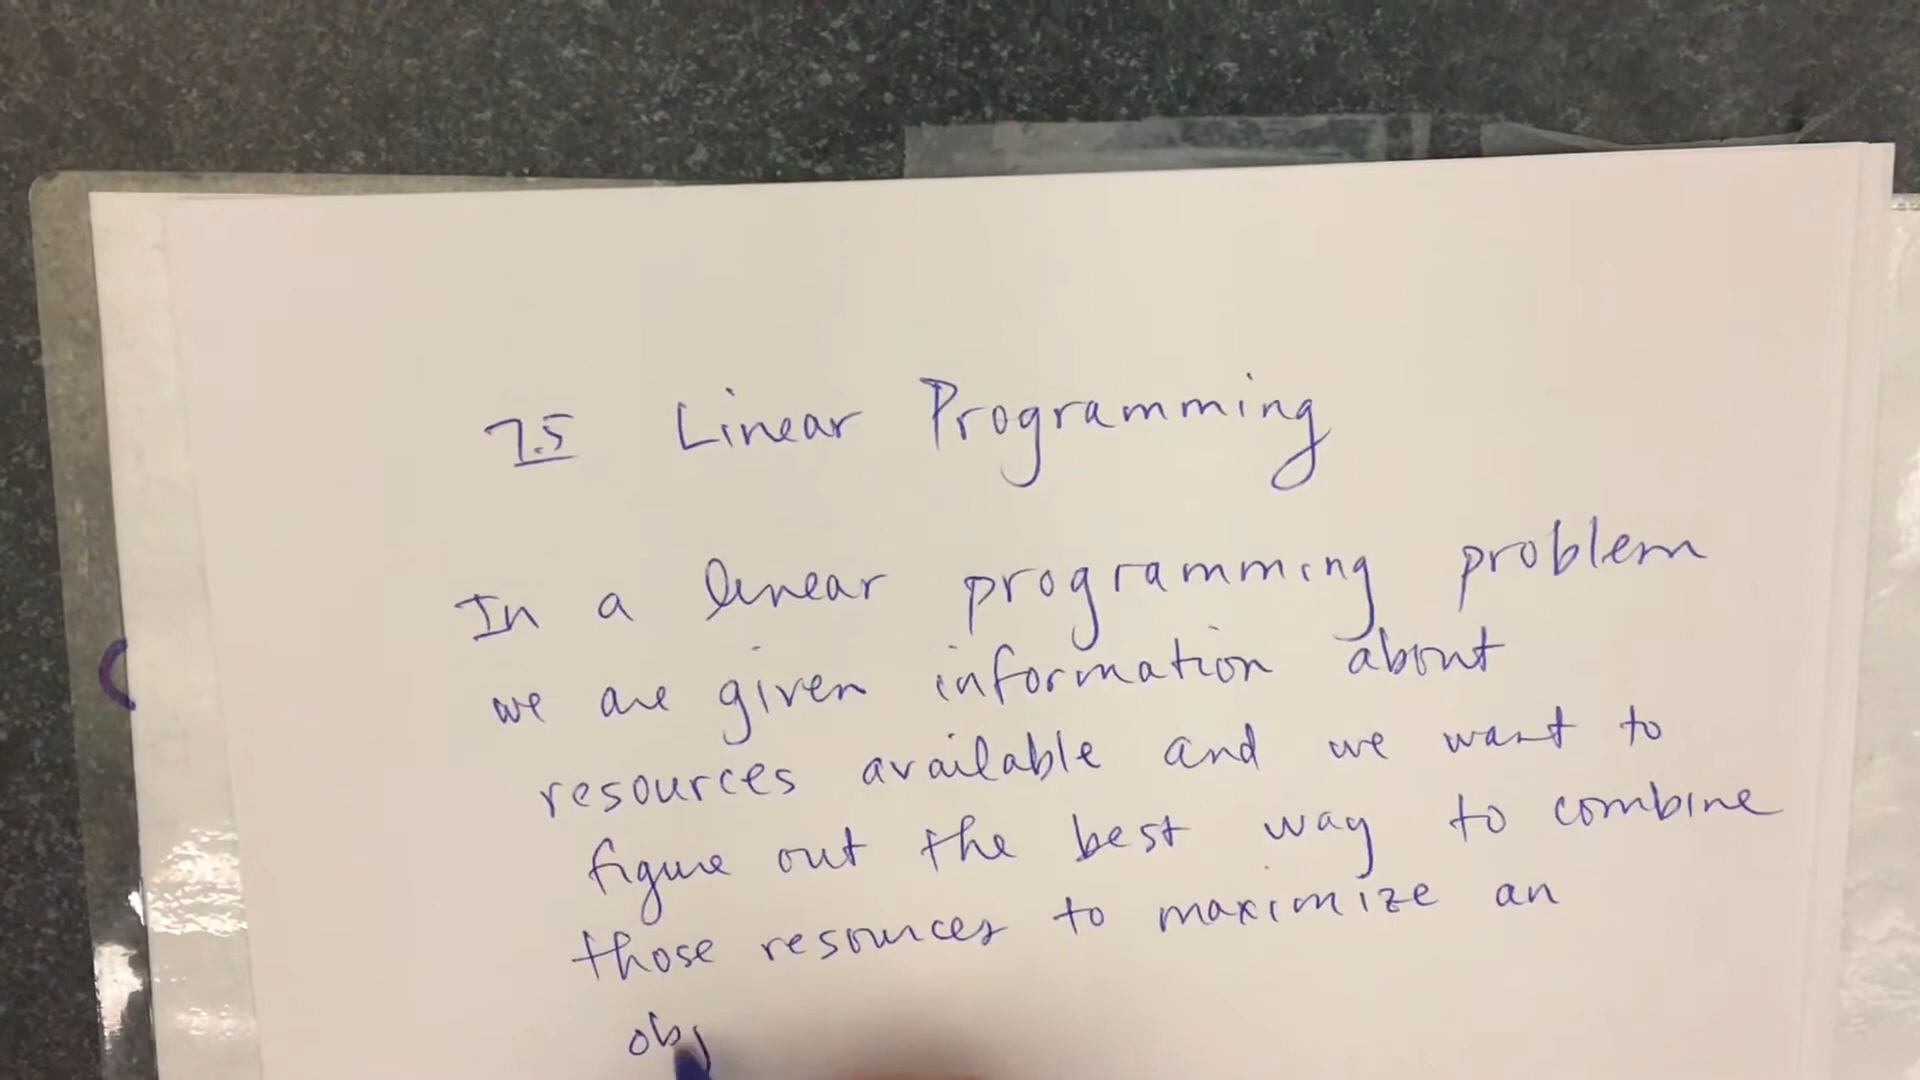 7.5 Linear Programming
In a linear programming problem
we are given information about
resources available and we want to
figure out the best way to combine
those resources to maximize an
obj